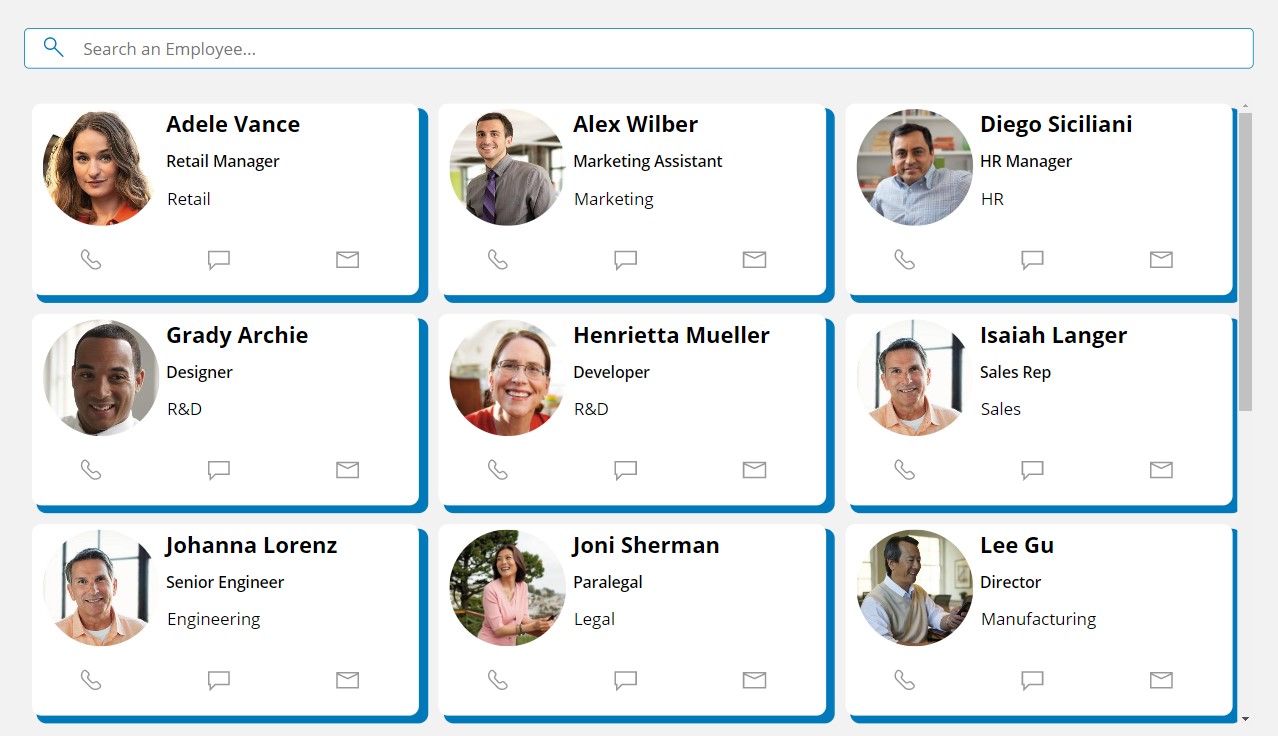 Search an Employee...
Adele Vance
Retail Manager
Retail
Alex Wilber
Marketing Assistant
Marketing
Diego Siciliani
HR Manager
HR
Grady Archie
Designer
R&D
Henrietta Mueller
Developer
R&D
Isaiah Langer
Sales Rep
Sales
Johanna Lorenz
Senior Engineer
Engineering
Joni Sherman
Paralegal
Legal
Lee Gu
Director
Manufacturing